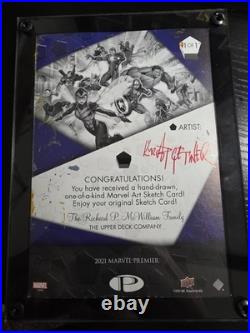 1 OF 1
ARTIST:
CONGRATULATIONS!
You have received a hand-drawn,
one-of-a-kind Marvel Art Sketch Card!
Enjoy your original Sketch Card!
The Richard P. McWilliam Family
THE UPPER DECK COMPANY
2021 MARVEL PREMIER
P
MARVEL